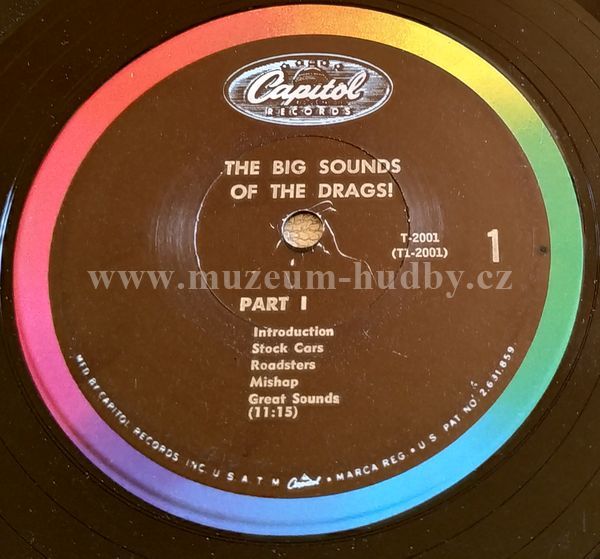 Capitol
RECORDS
THE BIG SOUNDS
OF THE DRAGS!
T-2001
(T1-2001)
1
www.muzeum-hudby.cz
PART I
Introduction
Stock Cars
Roadsters
Mishap
Great Sounds
(11:15)
MFD. BY CAPITOL RECORDS, INC. U.S.A. T.M. Capitol • MARCA REG. • U.S. PAT. NO. 2,631,859.